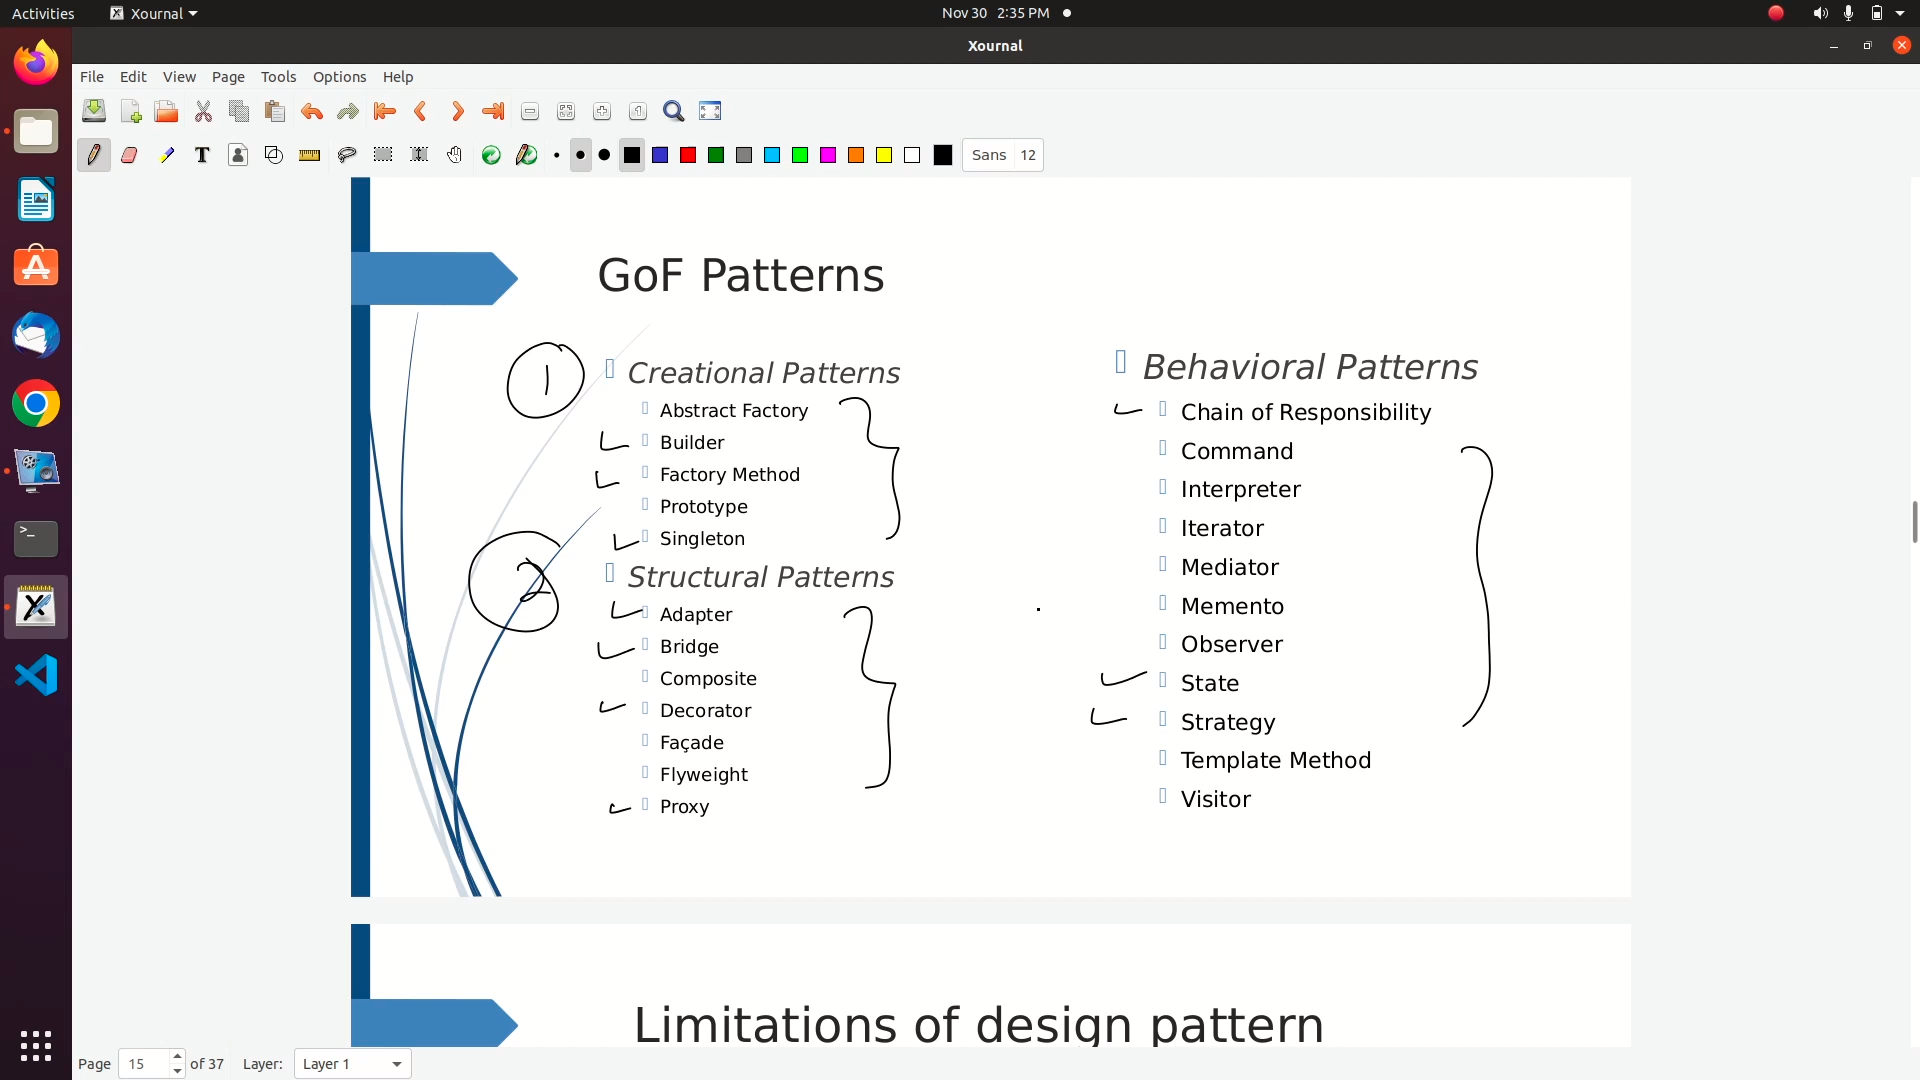 Activities
Xournal
Nov 30 2:35 PM
Xournal
File Edit View Page Tools Options Help
Sans 12
GoF Patterns
1
Creational Patterns
Abstract Factory
Builder
Factory Method
Prototype
Singleton
2
Structural Patterns
Adapter
Bridge
Composite
Decorator
Façade
Flyweight
Proxy
Behavioral Patterns
Chain of Responsibility
Command
Interpreter
Iterator
Mediator
Memento
Observer
State
Strategy
Template Method
Visitor
Limitations of design pattern
Page 15 of 37 Layer: Layer 1